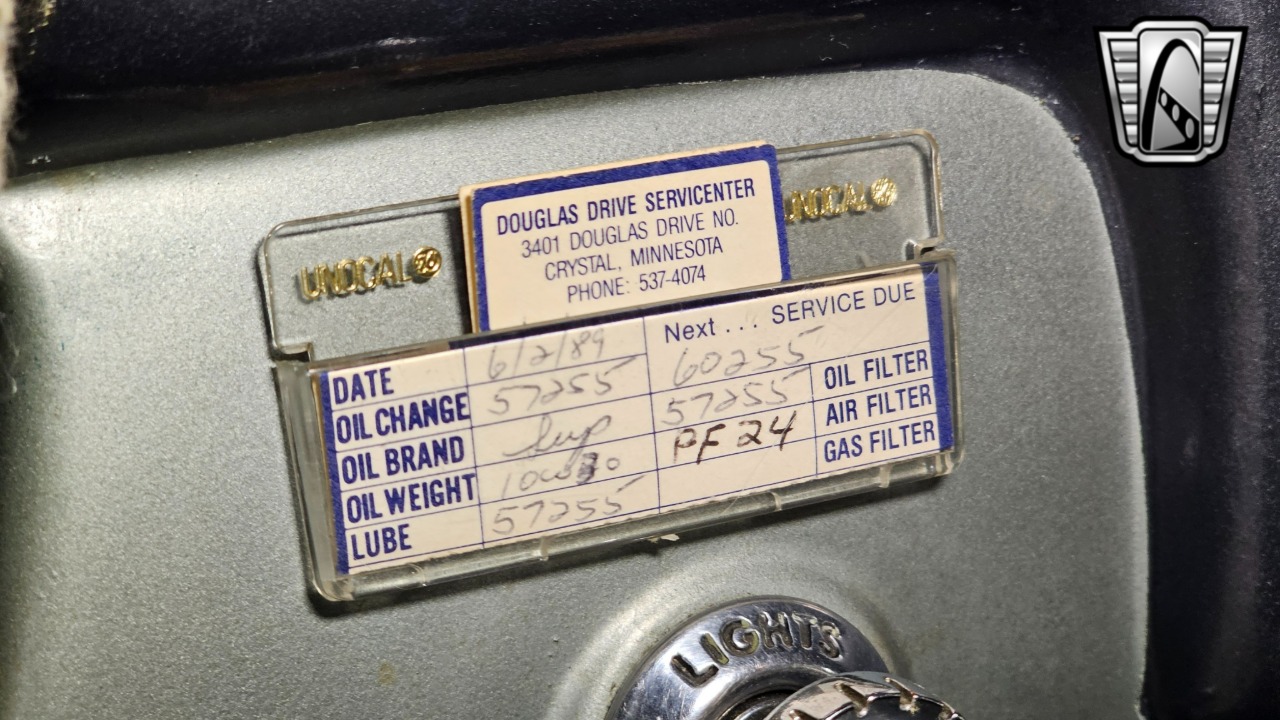 DOUGLAS DRIVE SERVICENTER
3401 DOUGLAS DRIVE NO.
CRYSTAL, MINNESOTA
PHONE: 537-4074
UNOCAL 76
UNOCAL 76
DATE 6/2/89
OIL CHANGE 57255
OIL BRAND Sup
OIL WEIGHT
LUBE 57255
Next . . . SERVICE DUE
60255
57255 OIL FILTER
PF24 AIR FILTER
GAS FILTER
LIGHTS